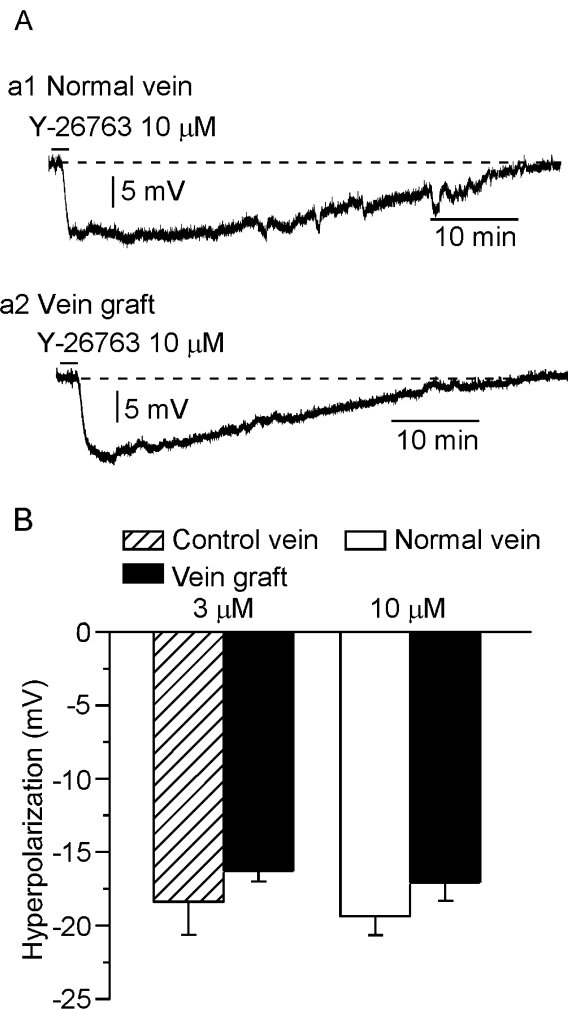 A
a1 Normal vein
Y-26763 10 μM
5 mV
10 min
a2 Vein graft
Y-26763 10 μM
5 mV
10 min
B
Control vein Normal vein
Vein graft
3 μM 10 μM
0
-5
-10
-15
-20
-25
Hyperpolarization (mV)